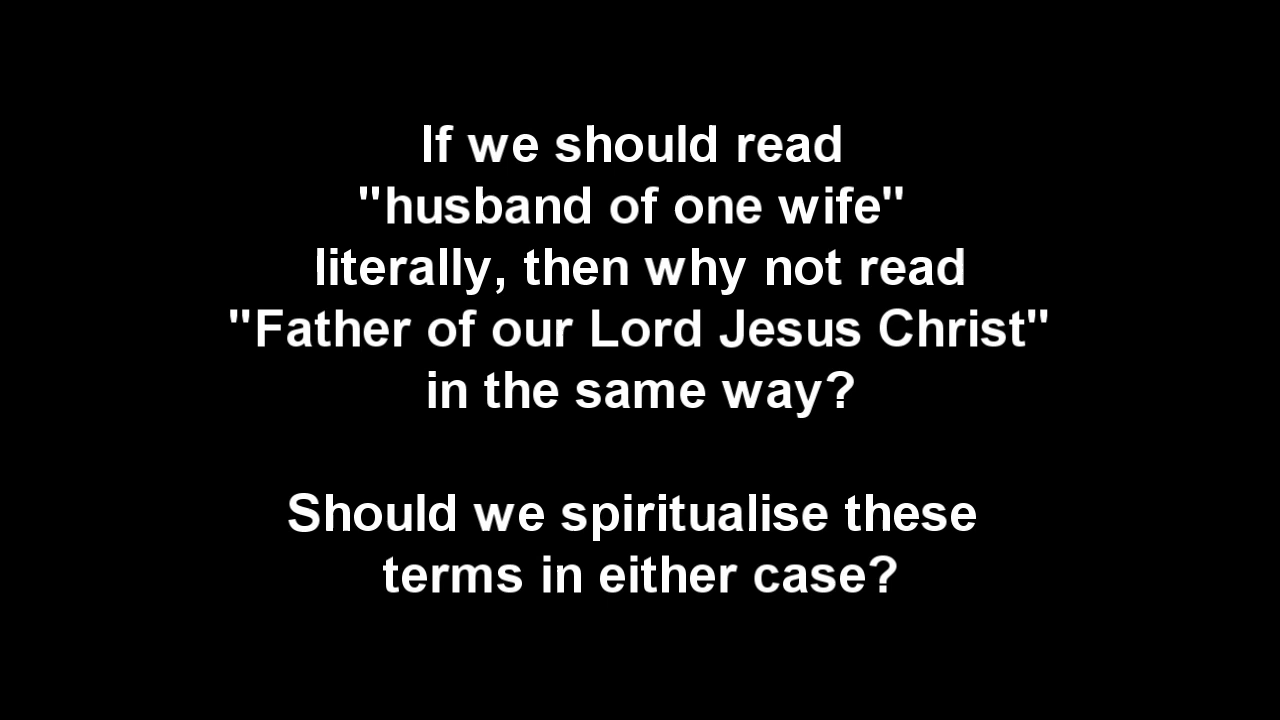 If we should read
"husband of one wife"
literally, then why not read
"Father of our Lord Jesus Christ"
in the same way?
Should we spiritualise these
terms in either case?